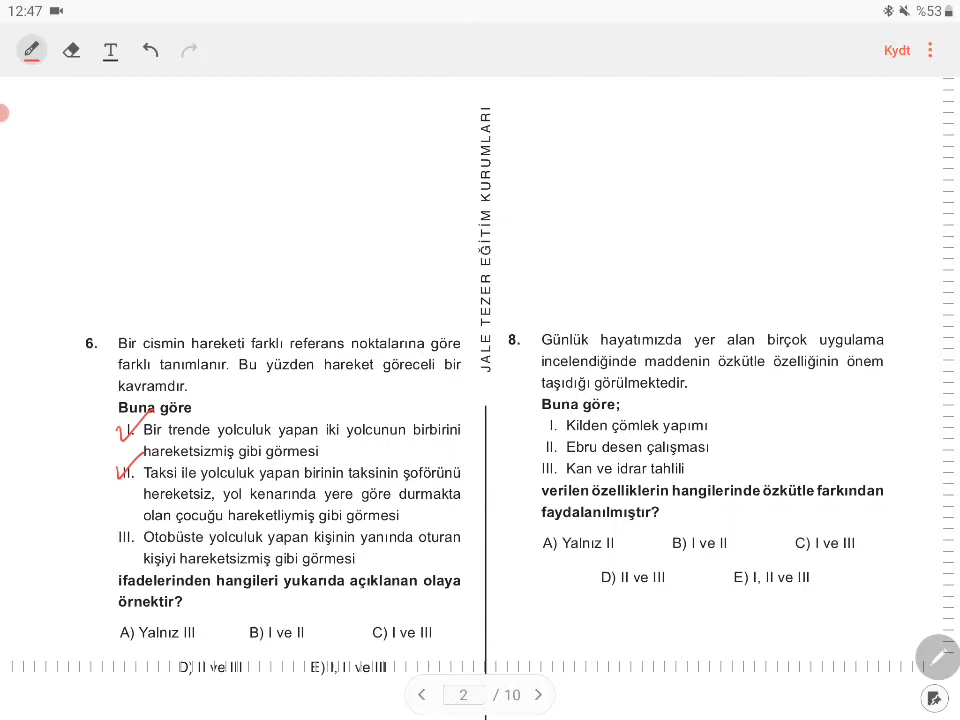 12:47
%53
T
Kydt
JALE TEZER EĞİTİM KURUMLARI
6. Bir cismin hareketi farklı referans noktalarına göre
farklı tanımlanır. Bu yüzden hareket göreceli bir
kavramdır.
Buna göre
I. Bir trende yolculuk yapan iki yolcunun birbirini
hareketsizmiş gibi görmesi
II. Taksi ile yolculuk yapan birinin taksinin şoförünü
hereketsiz, yol kenarında yere göre durmakta
olan çocuğu hareketliymiş gibi görmesi
III. Otobüste yolculuk yapan kişinin yanında oturan
kişiyi hareketsizmiş gibi görmesi
ifadelerinden hangileri yukarıda açıklanan olaya
örnektir?
A) Yalnız III B) I ve II C) I ve III
D) II ve III E) I, II ve III
8. Günlük hayatımızda yer alan birçok uygulama
incelendiğinde maddenin özkütle özelliğinin önem
taşıdığı görülmektedir.
Buna göre;
I. Kilden çömlek yapımı
II. Ebru desen çalışması
III. Kan ve idrar tahlili
verilen özelliklerin hangilerinde özkütle farkından
faydalanılmıştır?
A) Yalnız II B) I ve II C) I ve III
D) II ve III E) I, II ve III
2 / 10